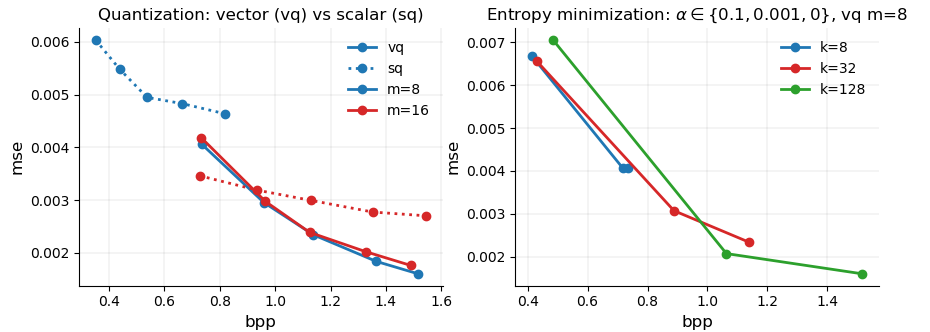 Quantization: vector (vq) vs scalar (sq)
mse
0.006
0.005
0.004
0.003
0.002
vq
sq
m=8
m=16
0.4 0.6 0.8 1.0 1.2 1.4 1.6
bpp
Entropy minimization: α ∈ {0.1, 0.001, 0}, vq m=8
mse
0.007
0.006
0.005
0.004
0.003
0.002
k=8
k=32
k=128
0.4 0.6 0.8 1.0 1.2 1.4
bpp